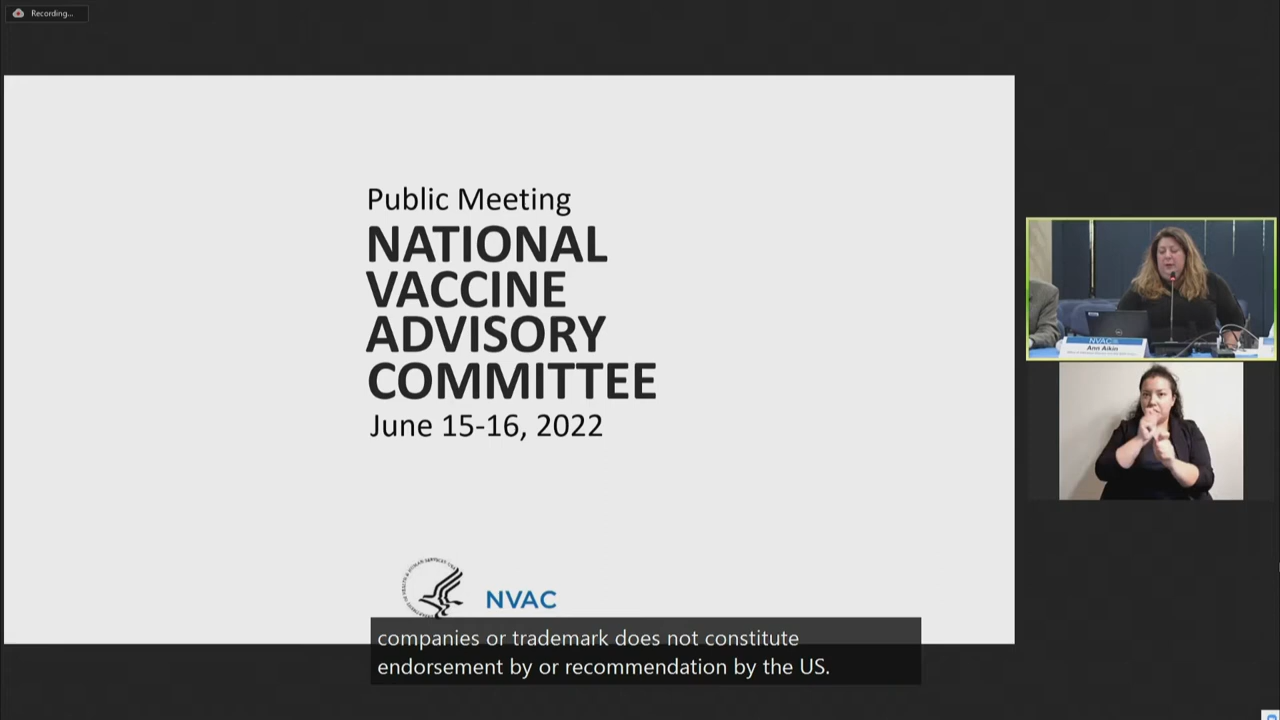 Recording...
Public Meeting
NATIONAL
VACCINE
ADVISORY
COMMITTEE
June 15-16, 2022
NVAC
companies or trademark does not constitute
endorsement by or recommendation by the US.
NVAC
Ann Aikin